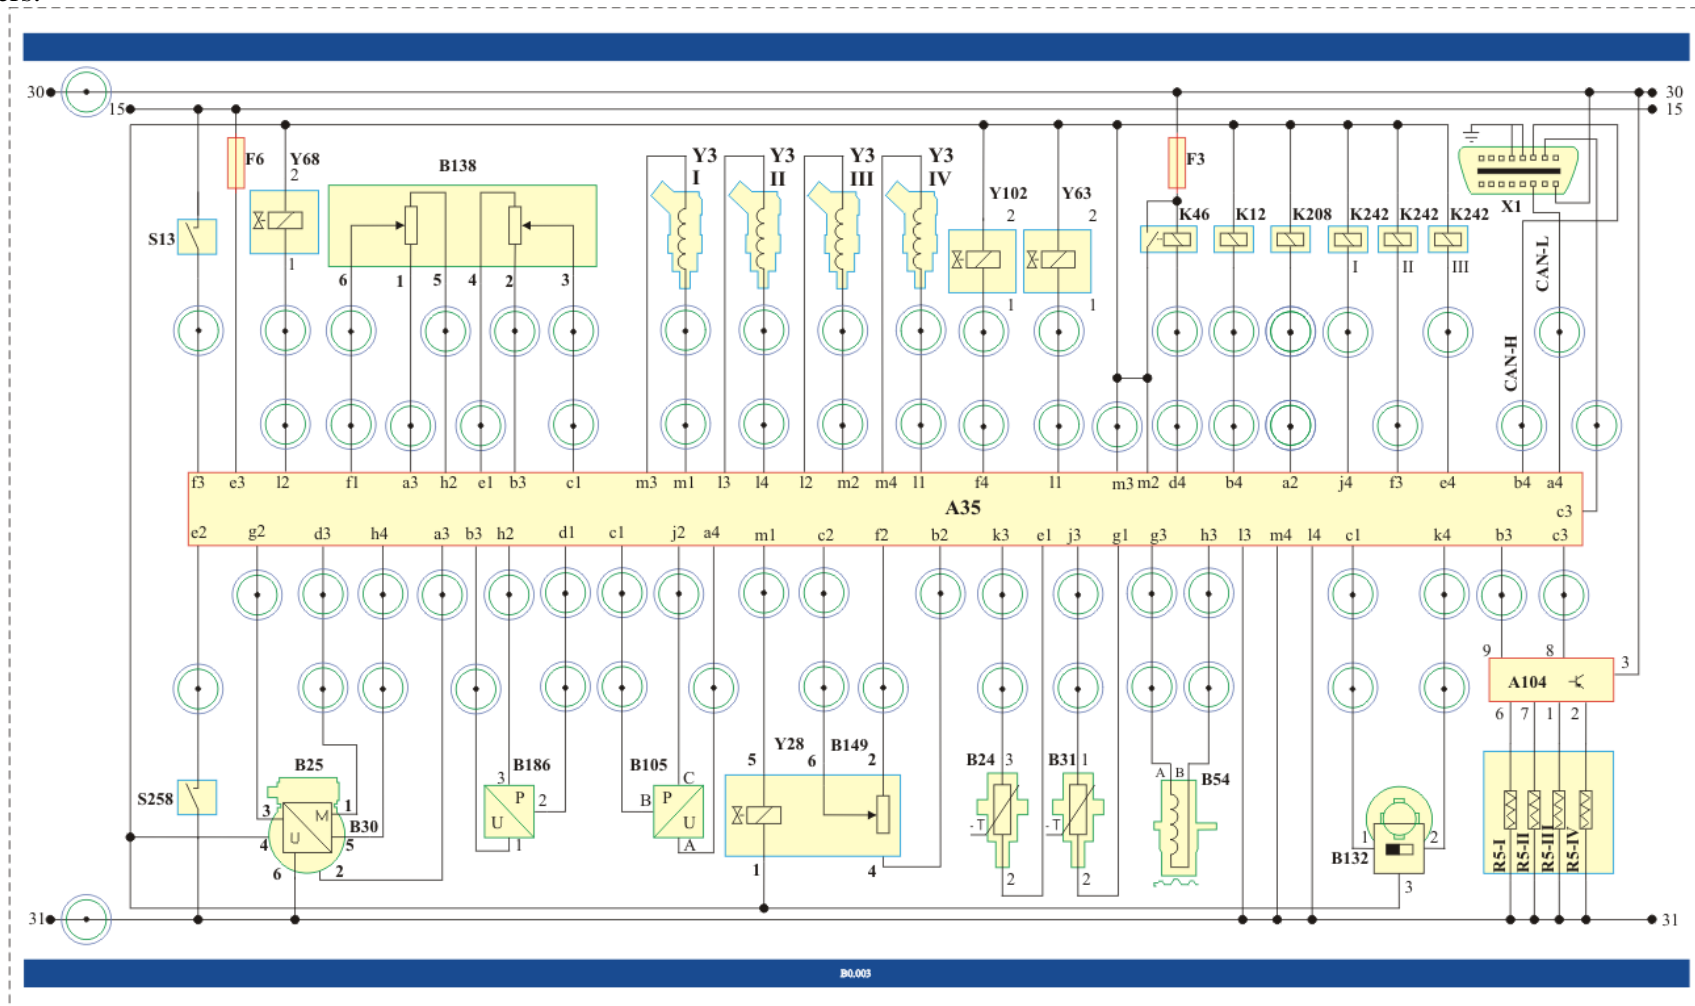 ers.
30 30
15 15
F6 Y68 B138 Y3 Y3 Y3 Y3 F3
2 I II III IV Y102 Y63 X1
S13 2 2 K46 K12 K208 K242 K242 K242
1 6 1 5 4 2 3 I II III
1 1 CAN-L
CAN-H
f3 e3 l2 f1 a3 h2 e1 b3 c1 m3 m1 l3 l4 l2 m2 m4 l1 f4 l1 m3 m2 d4 b4 a2 j4 f3 e4 b4 a4
A35 c3
e2 g2 d3 h4 a3 b3 h2 d1 c1 j2 a4 m1 c2 f2 b2 k3 e1 j3 g1 g3 h3 l3 m4 l4 c1 k4 b3 c3
9 8 3
A104
6 7 1 2
Y28 B149
5 6 2
B25 B186 B105 B24 3 B31 1 A B B54
S258 3 1 M B30 3 P 2 B C P
4 U 5 U U -T -T 1 2
6 2 1 A 1 4 2 2 B132 3
R5-I R5-II R5-III R5-IV
31 31
B0.003